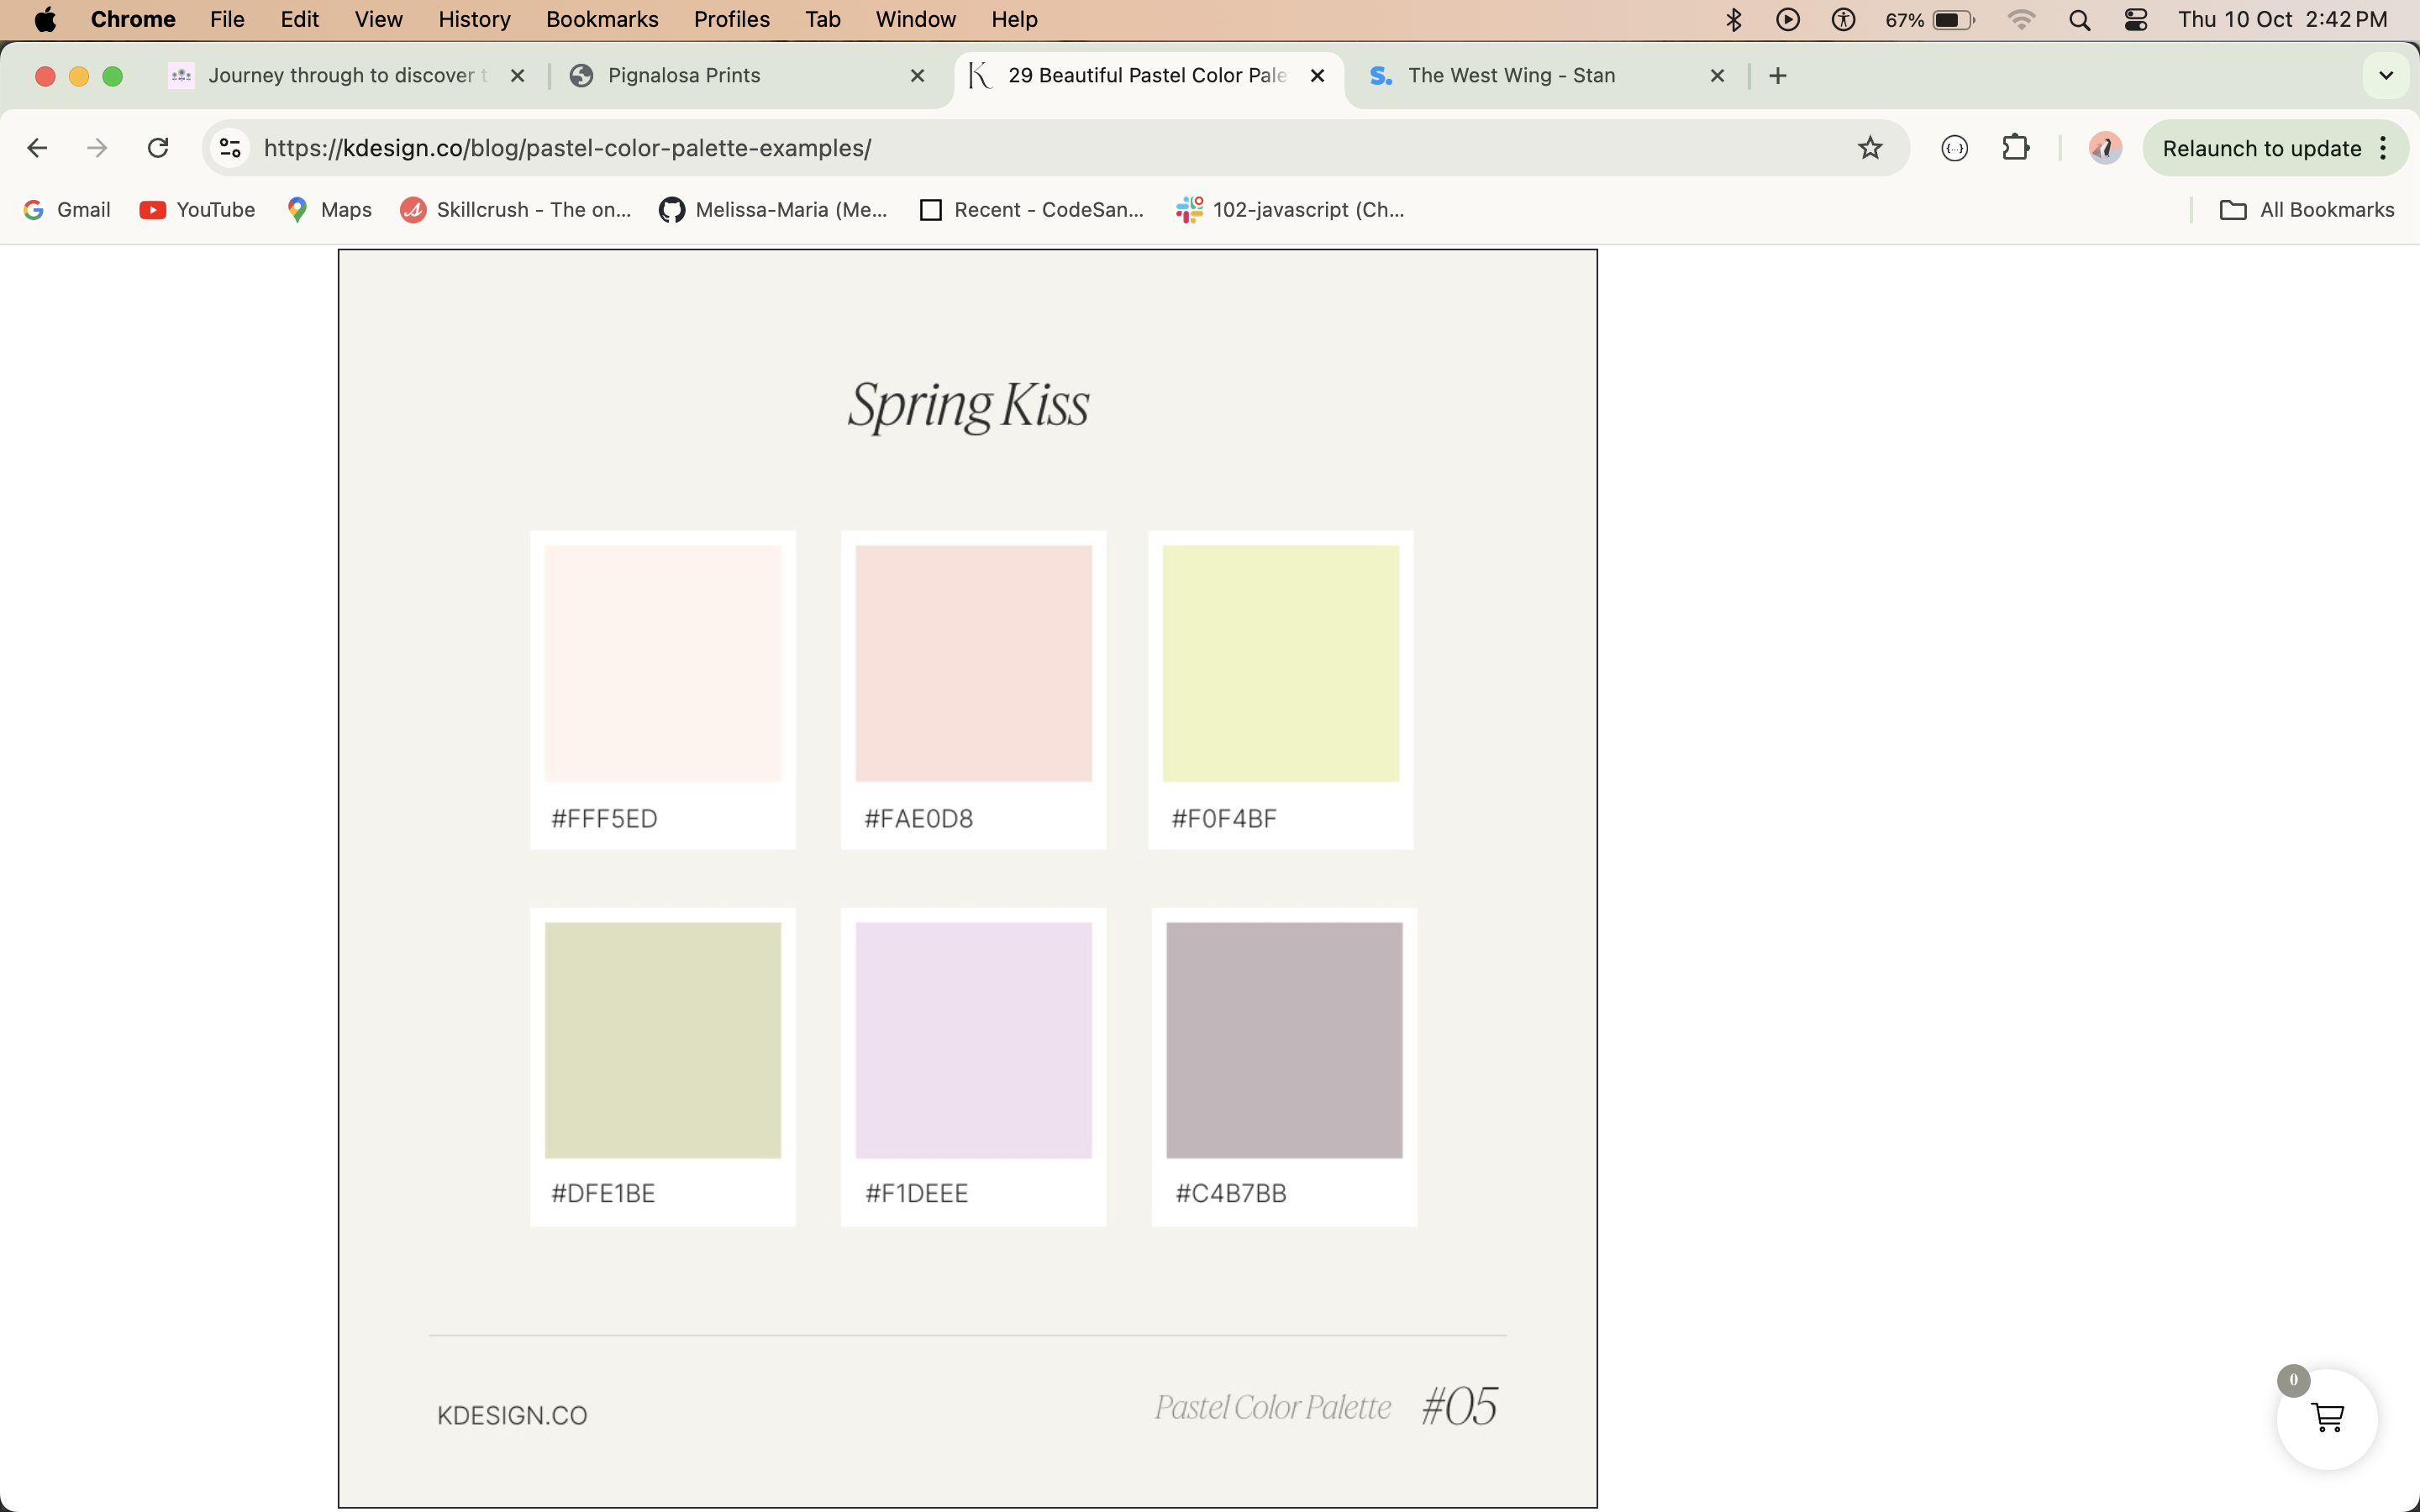 Chrome File Edit View History Bookmarks Profiles Tab Window Help 67% Thu 10 Oct 2:42 PM
Journey through to discover t Pignalosa Prints 29 Beautiful Pastel Color Pale The West Wing - Stan
https://kdesign.co/blog/pastel-color-palette-examples/ Relaunch to update
Gmail YouTube Maps Skillcrush - The on... Melissa-Maria (Me... Recent - CodeSan... 102-javascript (Ch... All Bookmarks
Spring Kiss
#FFF5ED #FAE0D8 #F0F4BF
#DFE1BE #F1DEEE #C4B7BB
KDESIGN.CO Pastel Color Palette #05
0